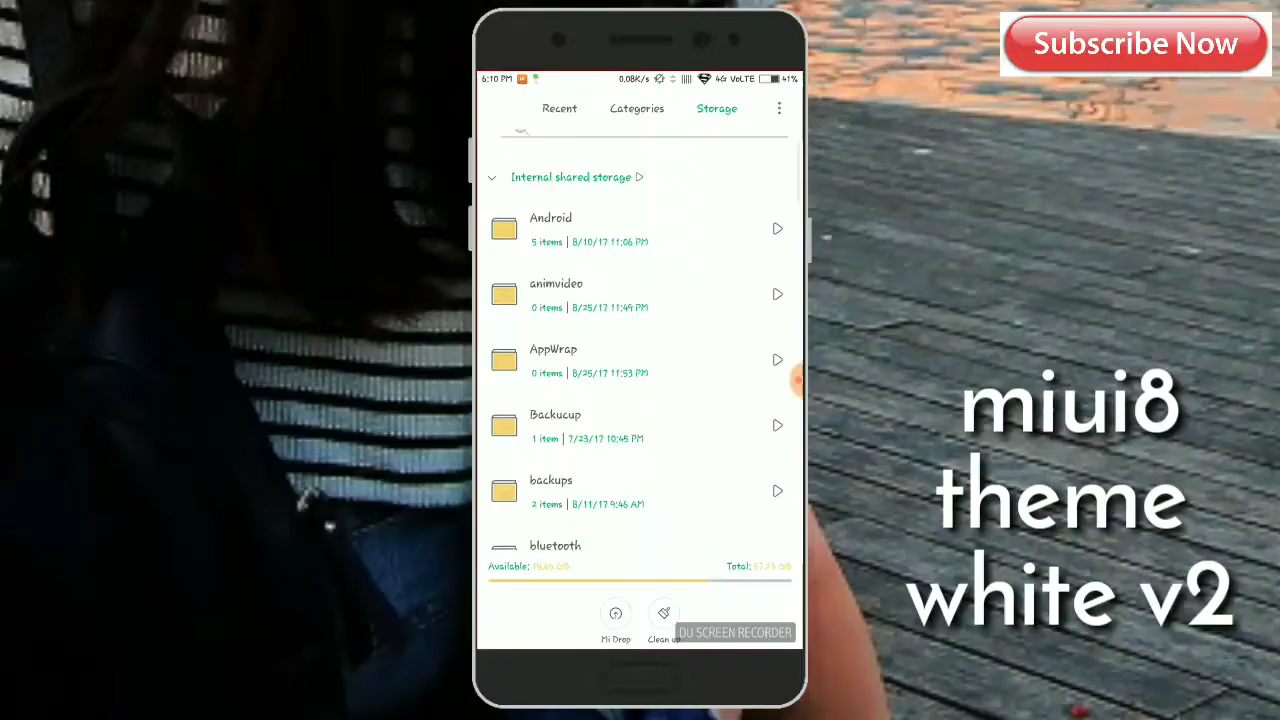 Subscribe Now
6:10 PM
0.08K/s
4G VoLTE
41%
Recent Categories Storage
Internal shared storage
Android
5 items | 8/10/17 11:06 PM
animvideo
0 items | 8/25/17 11:49 PM
AppWrap
0 items | 8/25/17 11:53 PM
Backucup
1 item | 7/23/17 10:45 PM
backups
2 items | 8/11/17 9:46 AM
bluetooth
Available:
Total:
Mi Drop
Clean up
DU SCREEN RECORDER
miui8
theme
white v2